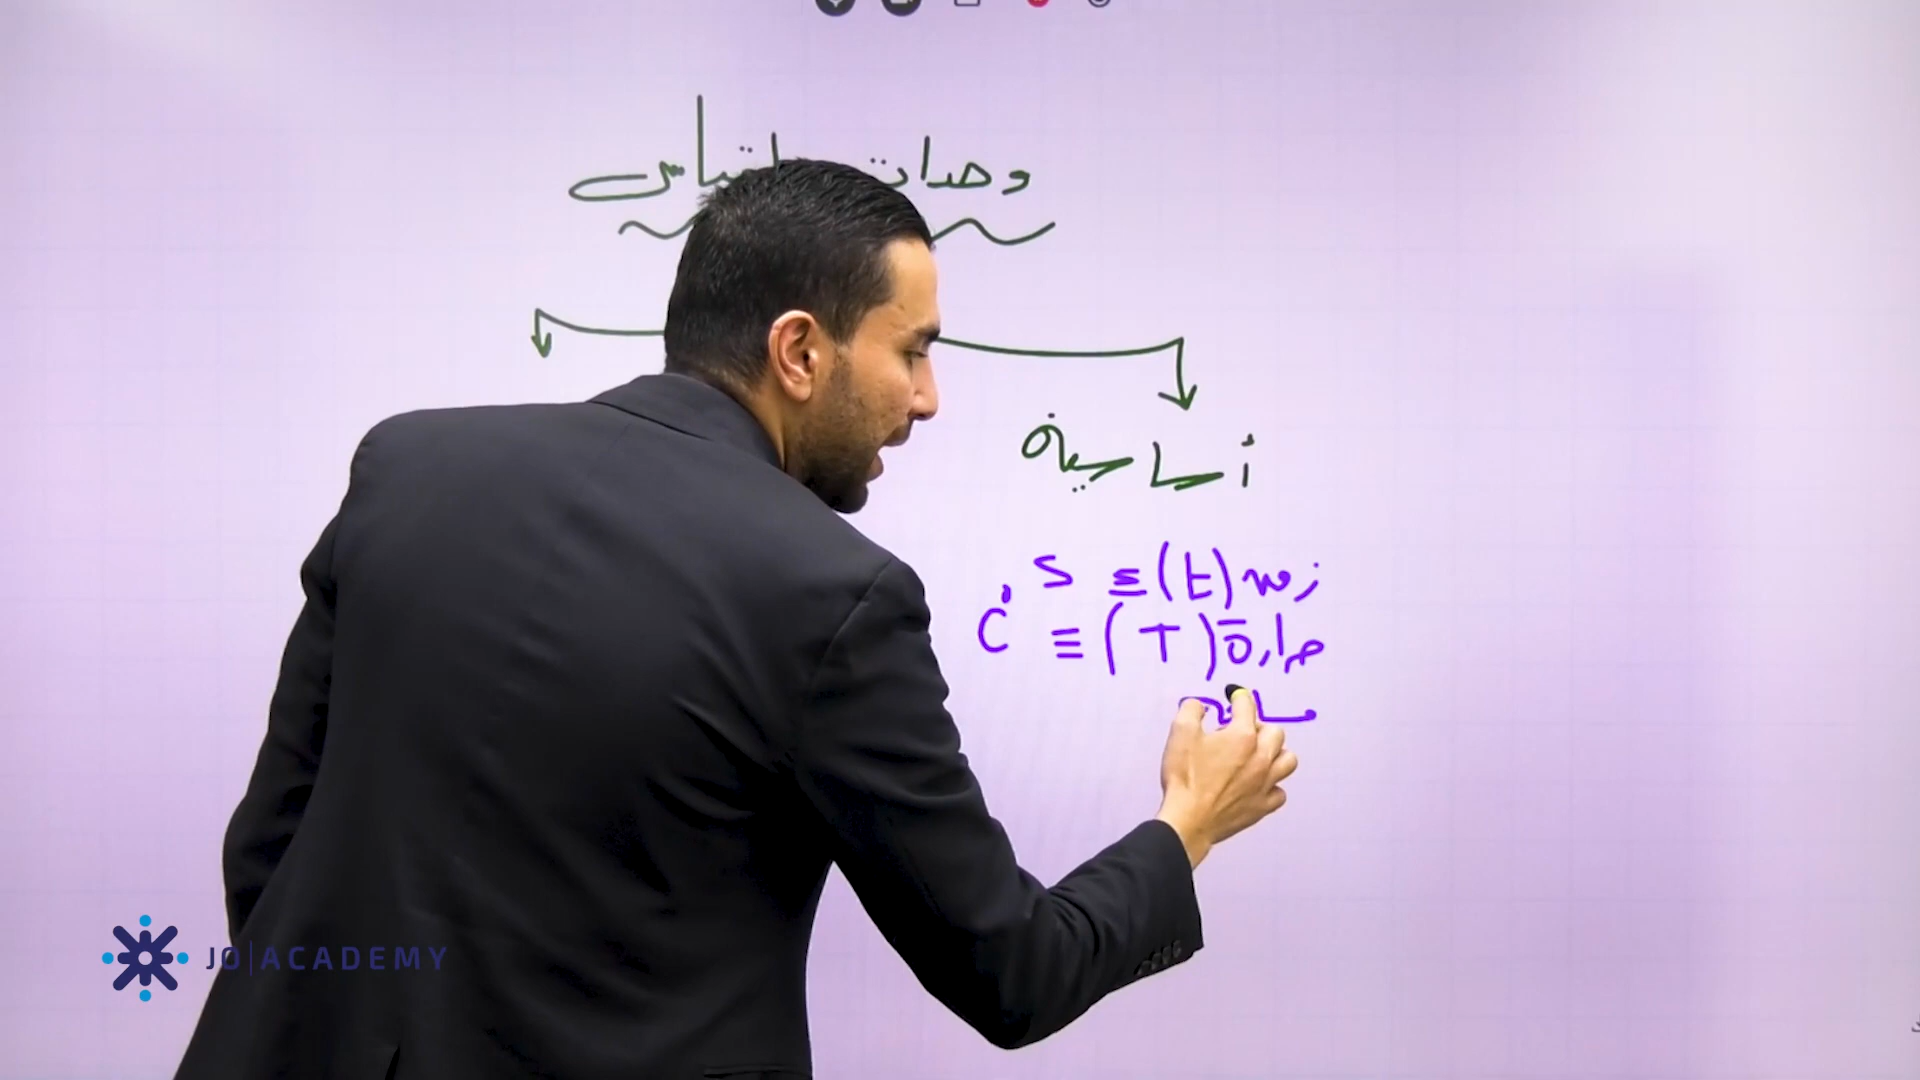 وحدات القياس
أساسية
زمن (t) ≡ s
حرارة (T) ≡ C°
JO|ACADEMY